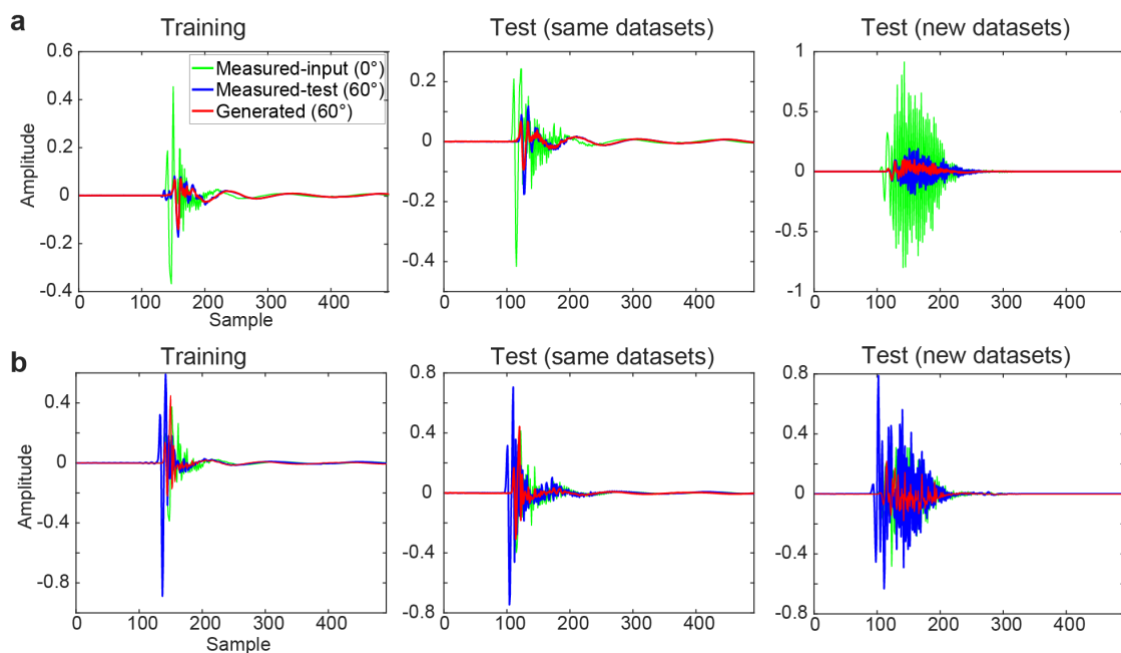 a
Training
Test (same datasets)
Test (new datasets)
0.6
0.4
0.2
0
-0.2
-0.4
Amplitude
Measured-input (0°)
Measured-test (60°)
Generated (60°)
0 100 200 300 400
Sample
0.2
0
-0.2
-0.4
0 100 200 300 400
1
0.5
0
-0.5
-1
0 100 200 300 400
b
Training
Test (same datasets)
Test (new datasets)
0.4
0
-0.4
-0.8
Amplitude
0 100 200 300 400
Sample
0.8
0.4
0
-0.4
0.8
0 100 200 300 400
0.8
0.4
0
-0.4
0.8
0 100 200 300 400